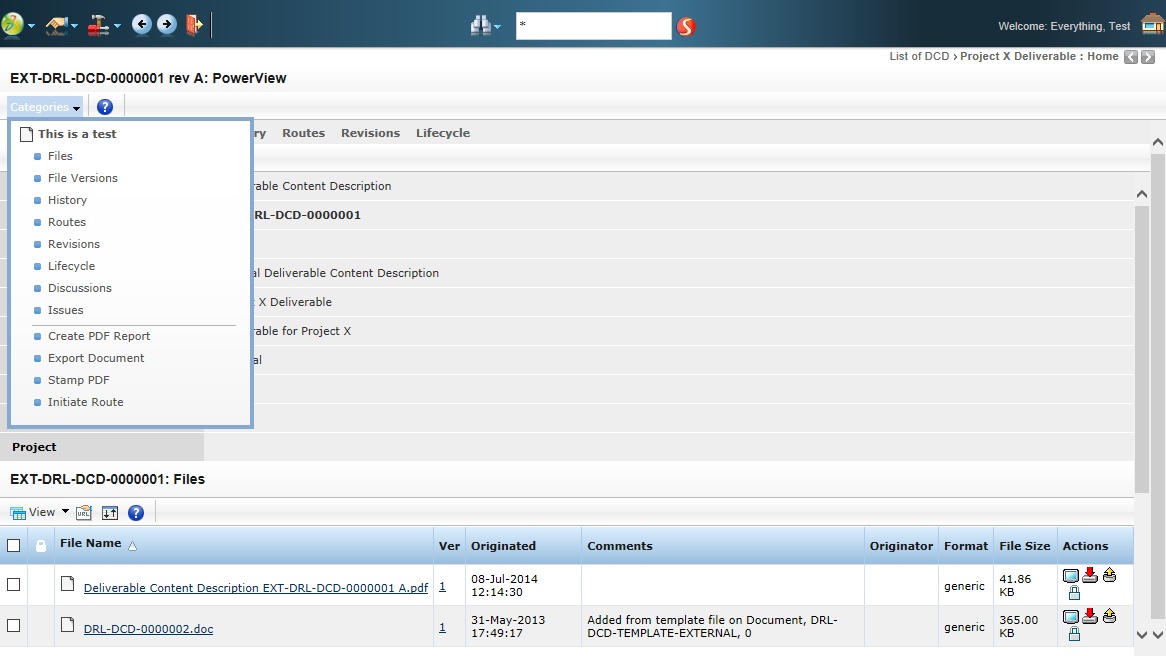 *
Welcome: Everything, Test
List of DCD › Project X Deliverable : Home
EXT-DRL-DCD-0000001 rev A: PowerView
Categories
?
This is a test
Files
File Versions
History
Routes
Revisions
Lifecycle
Discussions
Issues
Create PDF Report
Export Document
Stamp PDF
Initiate Route
ry Routes Revisions Lifecycle
rable Content Description
RL-DCD-0000001
al Deliverable Content Description
t X Deliverable
rable for Project X
al
Project
EXT-DRL-DCD-0000001: Files
View URL ?
File Name Ver Originated Comments Originator Format File Size Actions
Deliverable Content Description EXT-DRL-DCD-0000001 A.pdf 1 08-Jul-2014 generic 41.86
12:14:30 KB
DRL-DCD-0000002.doc 1 31-May-2013 Added from template file on Document, DRL- generic 365.00
17:49:17 DCD-TEMPLATE-EXTERNAL, 0 KB